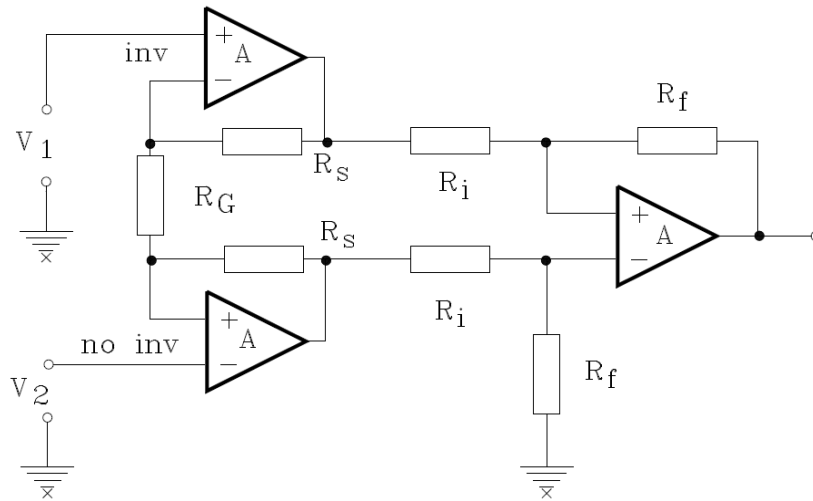 +
A
inv
−
R_f
V_1
R_s
R_i
R_G
+
A
−
R_s
R_i
+
A
no inv
−
R_f
V_2